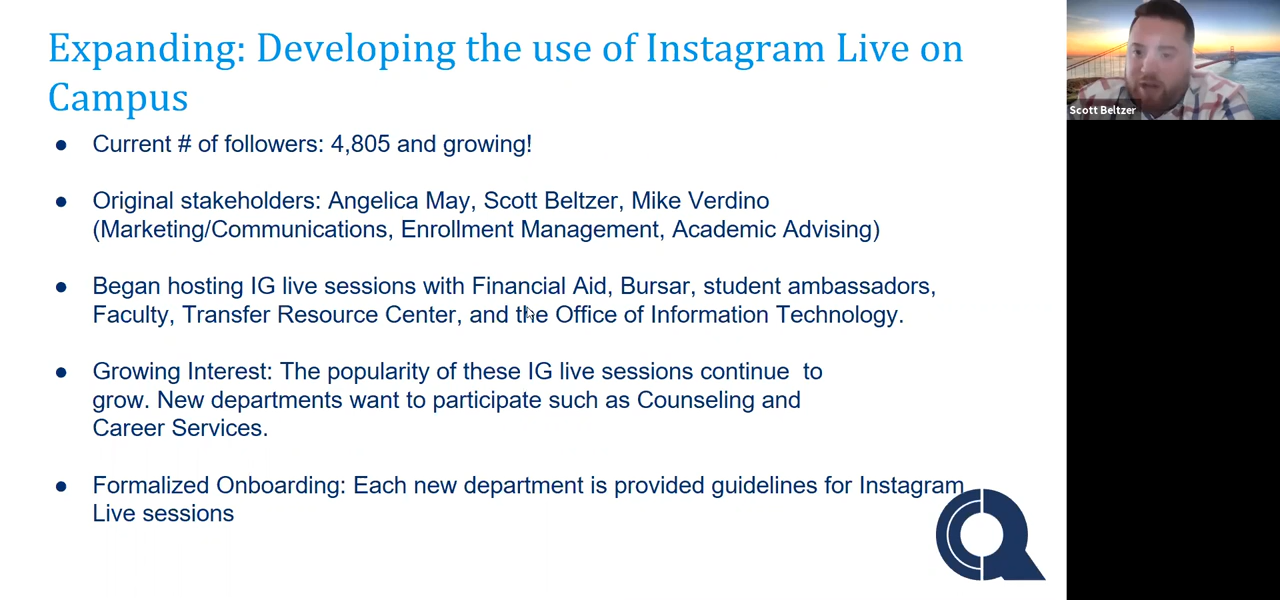 Expanding: Developing the use of Instagram Live on
Campus
● Current # of followers: 4,805 and growing!
● Original stakeholders: Angelica May, Scott Beltzer, Mike Verdino
(Marketing/Communications, Enrollment Management, Academic Advising)
● Began hosting IG live sessions with Financial Aid, Bursar, student ambassadors,
Faculty, Transfer Resource Center, and the Office of Information Technology.
● Growing Interest: The popularity of these IG live sessions continue  to
grow. New departments want to participate such as Counseling and
Career Services.
● Formalized Onboarding: Each new department is provided guidelines for Instagram
Live sessions
Scott Beltzer